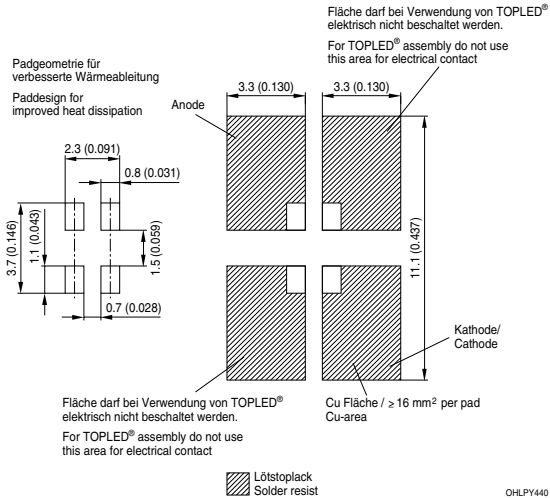 Fläche darf bei Verwendung von TOPLED®
elektrisch nicht beschaltet werden.
For TOPLED® assembly do not use
this area for electrical contact
Padgeometrie für
verbesserte Wärmeableitung
Paddesign for
improved heat dissipation
Anode
3.3 (0.130)
3.3 (0.130)
2.3 (0.091)
0.8 (0.031)
3.7 (0.146)
1.1 (0.043)
1.5 (0.059)
0.7 (0.028)
11.1 (0.437)
Kathode/
Cathode
Fläche darf bei Verwendung von TOPLED®
elektrisch nicht beschaltet werden.
For TOPLED® assembly do not use
this area for electrical contact
Cu Fläche / ≥ 16 mm² per pad
Cu-area
Lötstoplack
Solder resist
OHLPY440